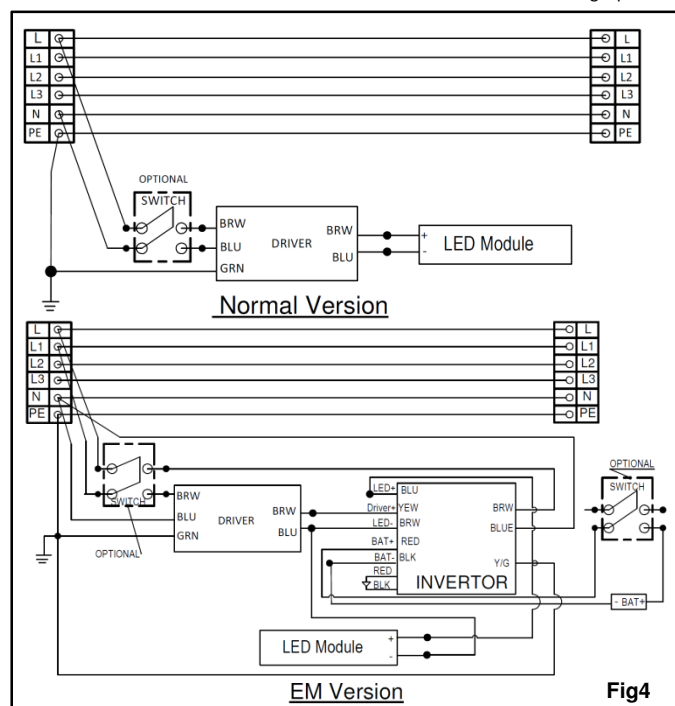 L L
L1 L1
L2 L2
L3 L3
N N
PE PE
OPTIONAL
SWITCH
BRW
BLU
GRN
DRIVER
BRW
BLU
+
-
LED Module
Normal Version
L L
L1 L1
L2 L2
L3 L3
N N
PE PE
SWITCH
OPTIONAL
BRW
BLU
GRN
DRIVER
BRW
BLU
LED+ BLU
Driver+ YEW
LED- BRW
BAT+ RED
BAT- BLK
RED
BLK
INVERTOR
BRW
BLUE
Y/G
OPTIONAL
SWITCH
- BAT+
LED Module
+
-
EM Version
Fig4